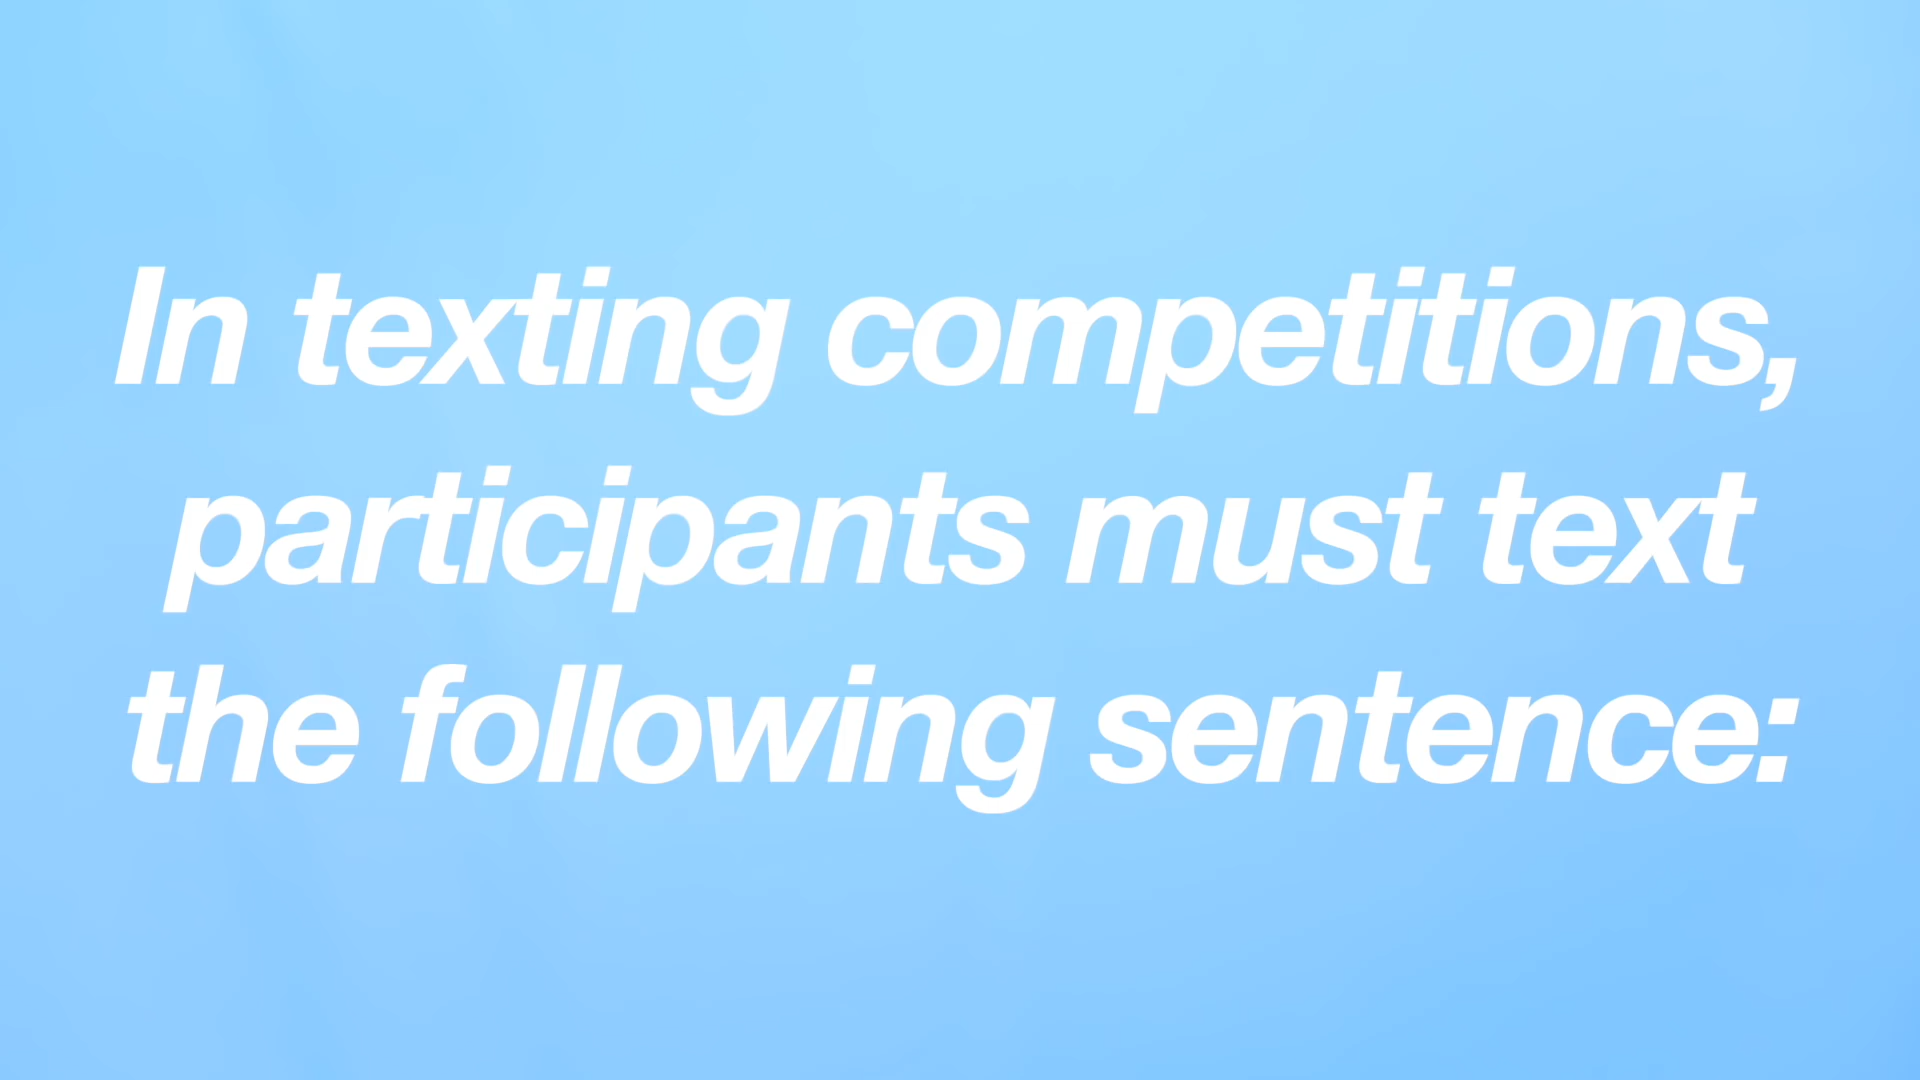 In texting competitions,
participants must text
the following sentence: